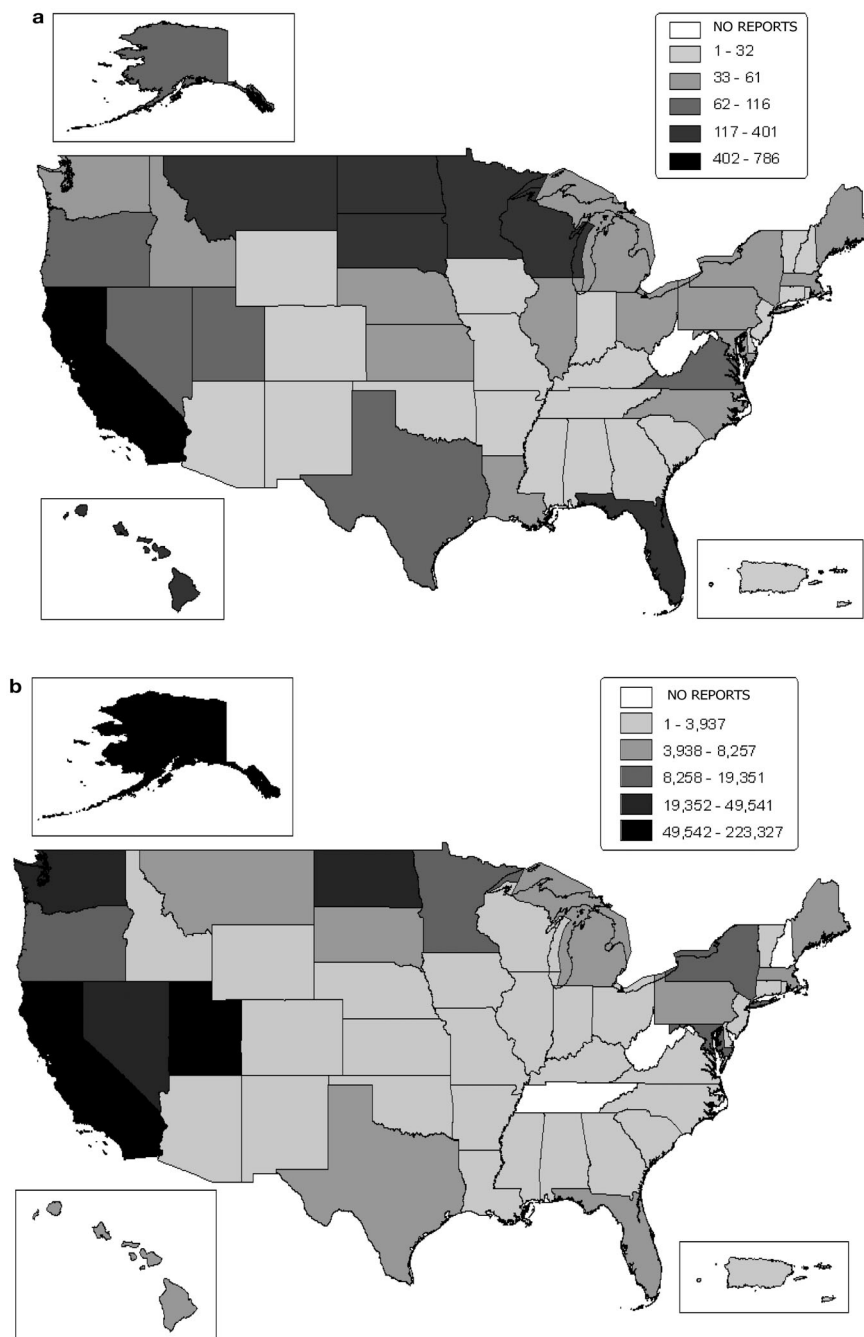 a
NO REPORTS
1 - 32
33 - 61
62 - 116
117 - 401
402 - 786
b
NO REPORTS
1 - 3,937
3,938 - 8,257
8,258 - 19,351
19,352 - 49,541
49,542 - 223,327